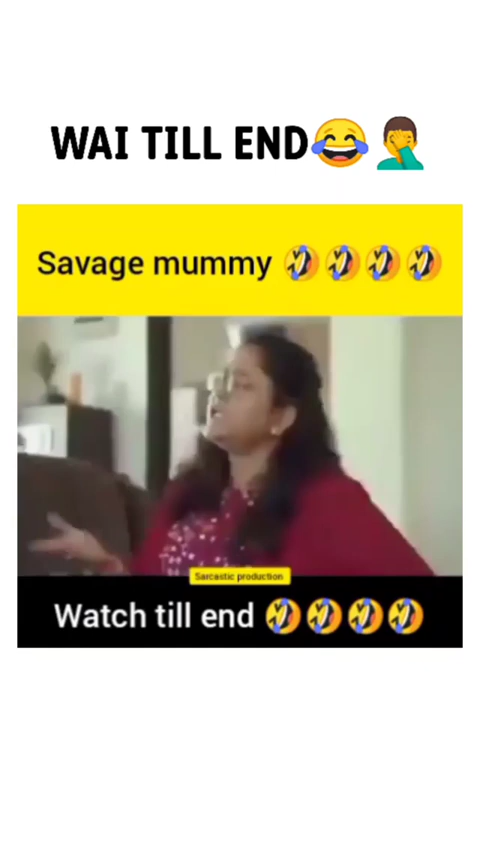 WAI TILL END😂🤦‍♂️
Savage mummy 🤣🤣🤣🤣
Sarcastic production
Watch till end 🤣🤣🤣🤣